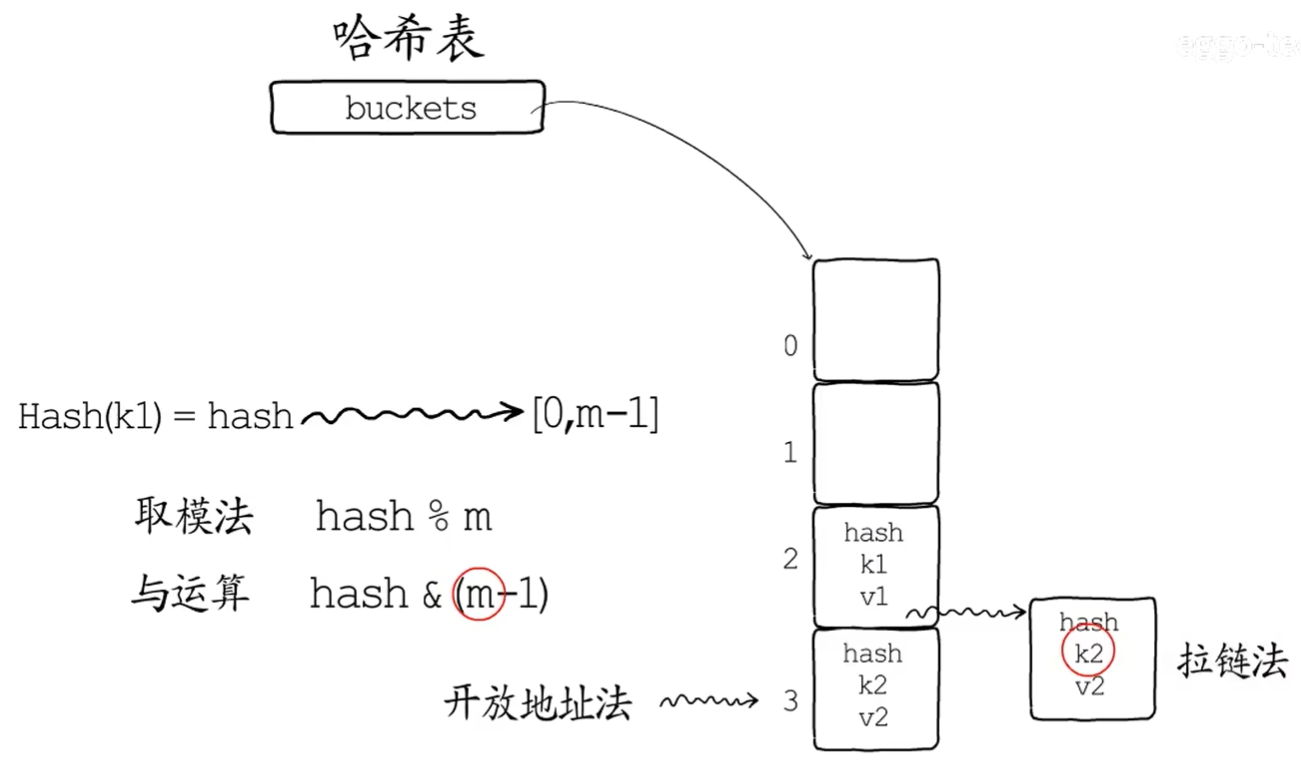 哈希表
buckets
0
Hash(k1) = hash
[0,m-1]
1
取模法 hash % m
与运算 hash & (m-1)
2
hash
k1
v1
hash
k2
v2
拉链法
开放地址法
3
hash
k2
v2